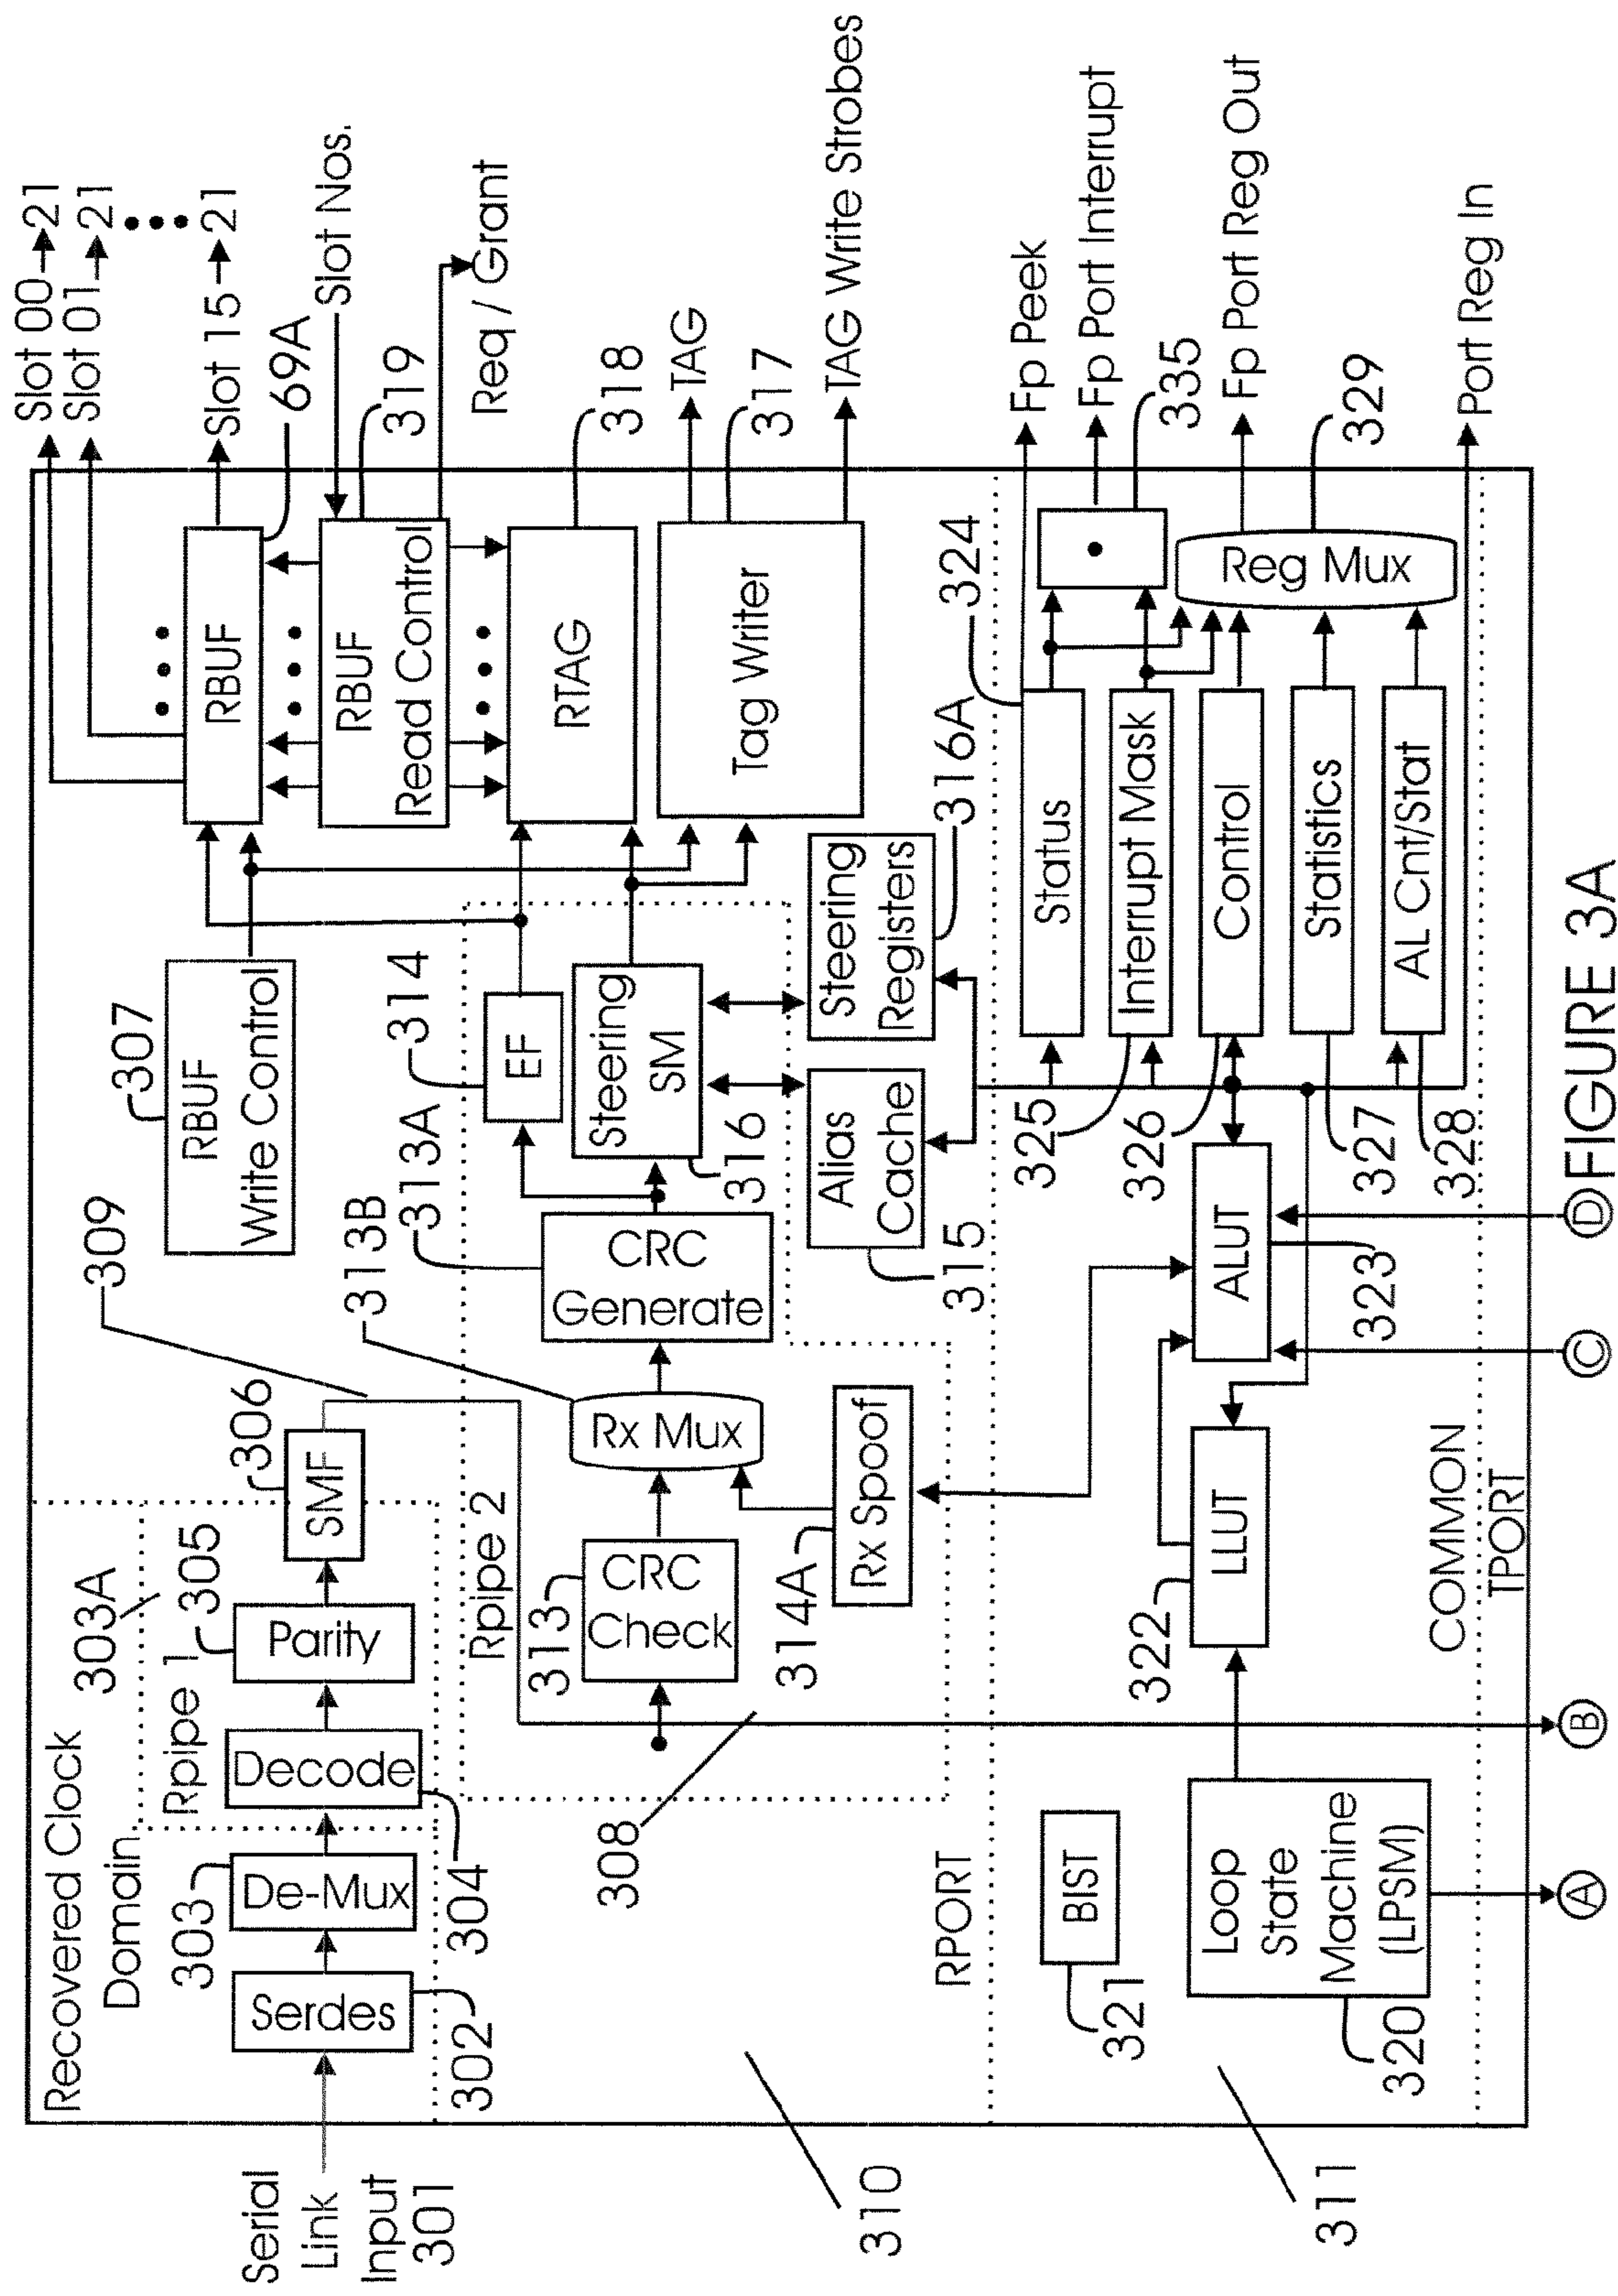 Recovered Clock
Domain
303A
309
307
Slot 00
21
Slot 01
21
Serial
Link
Input
301
Serdes
302
De-Mux
303
Rpipe 1
Decode
304
Parity
305
SMF
306
RBUF
Write Control
RBUF
Slot 15
21
69A
RBUF
Read Control
Slot Nos.
319
Req / Grant
Rpipe 2
308
313
CRC
Check
Rx Mux
313B
CRC
Generate
313A
EF
314
Steering
SM
316
RTAG
318
Tag Writer
TAG
317
TAG Write Strobes
314A
Rx Spoof
315
Alias
Cache
Steering
Registers
316A
310
RPORT
324
Fp Peek
BIST
321
Status
325
Interrupt Mask
335
Fp Port Interrupt
311
Loop
State
Machine
(LPSM)
320
322
LLUT
ALUT
323
326
Control
327
Statistics
328
AL Cnt/Stat
Reg Mux
329
Fp Port Reg Out
COMMON
TPORT
Port Reg In
A
B
C
D
FIGURE 3A